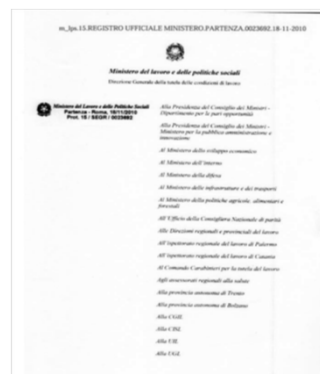 m_lps.15.REGISTRO UFFICIALE MINISTERO.PARTENZA.0023692.18-11-2010
Ministero del lavoro e delle politiche sociali
Direzione Generale della tutela delle condizioni di lavoro
Ministero del Lavoro e delle Politiche Sociali
Partenza - Roma, 18/11/2010
Prot. 15 / SEGR / 0023692
Alla Presidenza del Consiglio dei Ministri -
Dipartimento per le pari opportunità
Alla Presidenza del Consiglio dei Ministri -
Ministero per la pubblica amministrazione e
innovazione
Al Ministero dello sviluppo economico
Al Ministero dell'interno
Al Ministero della difesa
Al Ministero delle infrastrutture e dei trasporti
Al Ministero delle politiche agricole alimentari e
forestali
All'Ufficio della Consigliera Nazionale di parità
Alle Direzioni regionali e provinciali del lavoro
All'ispettorato regionale del lavoro di Palermo
All'ispettorato regionale del lavoro di Catania
Al Comando Carabinieri per la tutela del lavoro
Agli assessorati regionali alla salute
Alla provincia autonoma di Trento
Alla provincia autonoma di Bolzano
Alla CGIL
Alla CISL
Alla UIL
Alla UGL